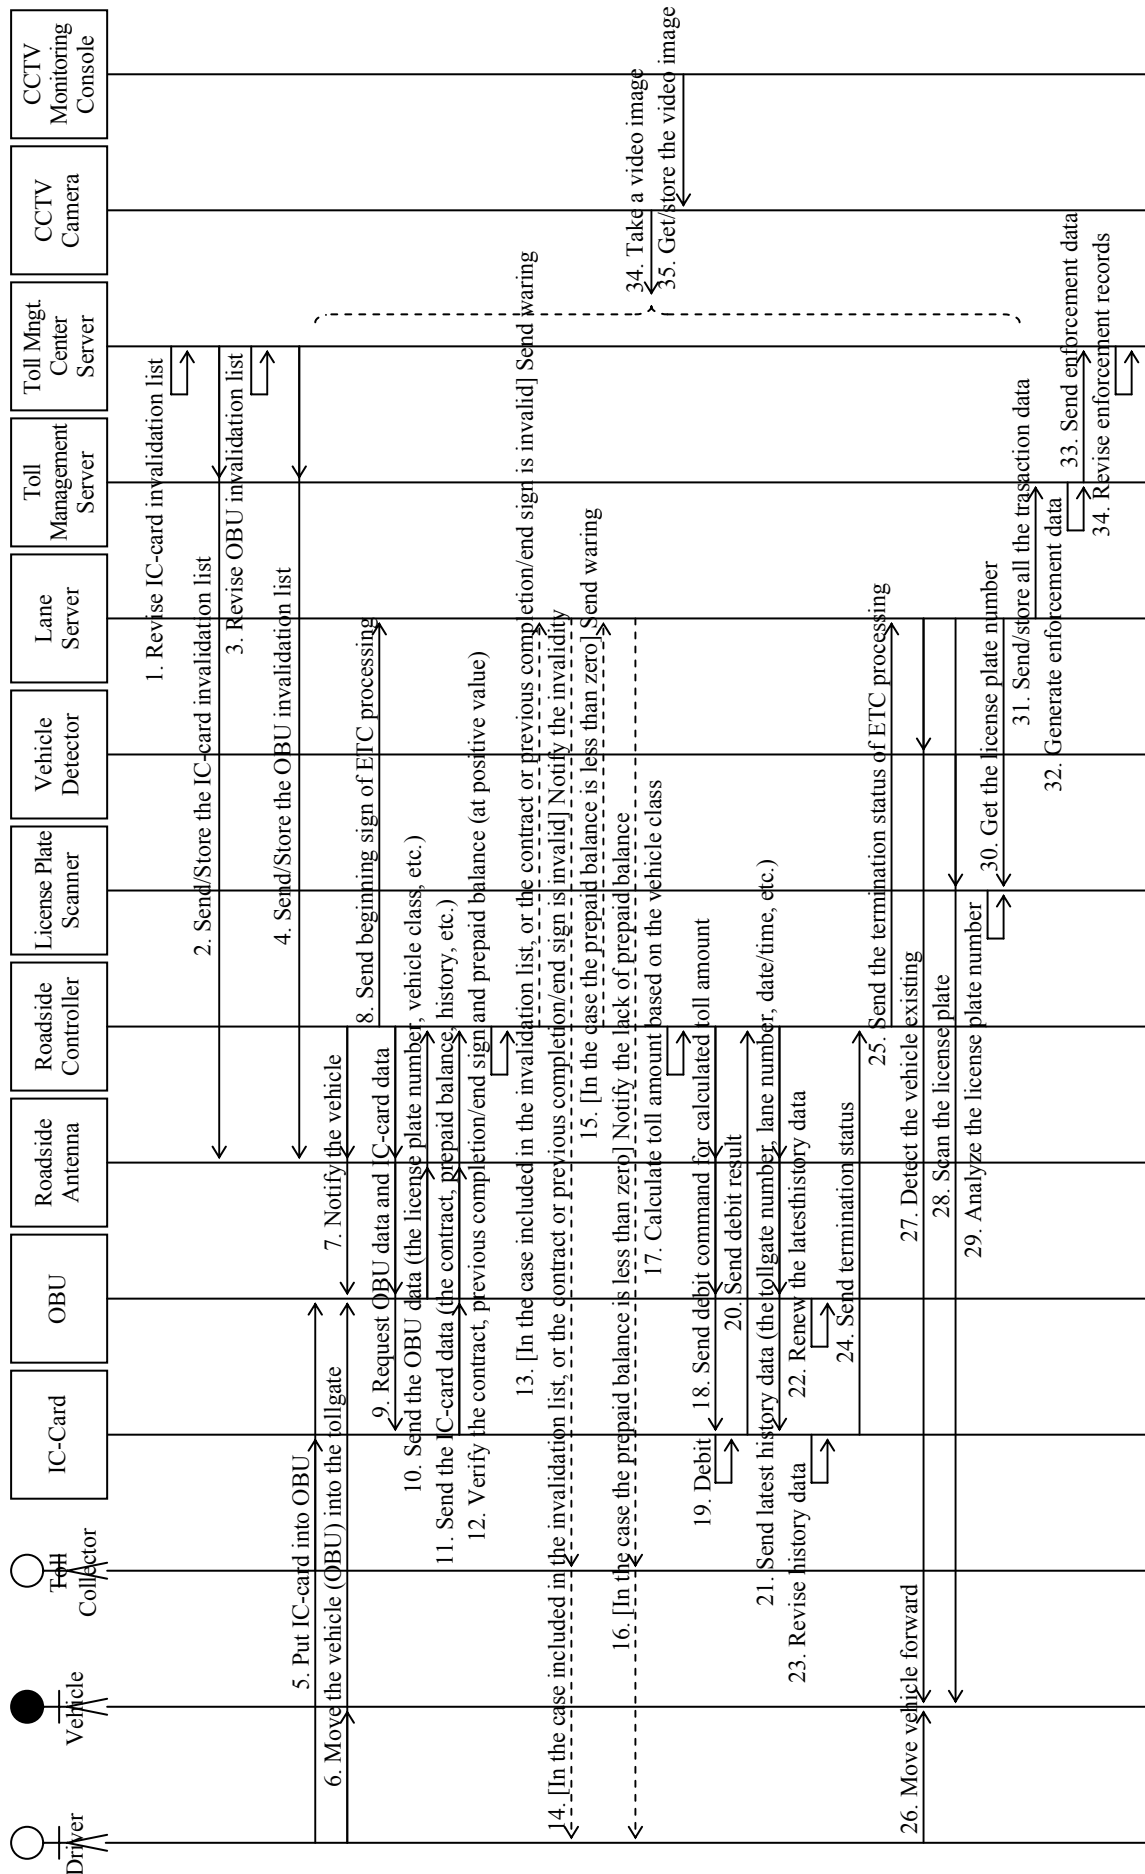 Driver
Vehicle
Toll
Collector
IC-Card
OBU
Roadside
Antenna
Roadside
Controller
License Plate
Scanner
Vehicle
Detector
Lane
Server
Toll
Management
Server
Toll Mngt.
Center
Server
CCTV
Camera
CCTV
Monitoring
Console
1. Revise IC-card invalidation list
2. Send/Store the IC-card invalidation list
3. Revise OBU invalidation list
4. Send/Store the OBU invalidation list
5. Put IC-card into OBU
6. Move the vehicle (OBU) into the tollgate
7. Notify the vehicle
8. Send beginning sign of ETC processing
9. Request OBU data and IC-card data
10. Send the OBU data (the license plate number, vehicle class, etc.)
11. Send the IC-card data (the contract, prepaid balance, history, etc.)
12. Verify the contract, previous completion/end sign and prepaid balance (at positive value)
13. [In the case included in the invalidation list, or the contract or previous completion/end sign is invalid] Send waring
14. [In the case included in the invalidation list, or the contract or previous completion/end sign is invalid] Notify the invalidity
15. [In the case the prepaid balance is less than zero] Send waring
16. [In the case the prepaid balance is less than zero] Notify the lack of prepaid balance
17. Calculate toll amount based on the vehicle class
18. Send debit command for calculated toll amount
19. Debit
20. Send debit result
21. Send latest history data (the tollgate number, lane number, date/time, etc.)
22. Renew the latesthistory data
23. Revise history data
24. Send termination status
25. Send the termination status of ETC processing
26. Move vehicle forward
27. Detect the vehicle existing
28. Scan the license plate
29. Analyze the license plate number
30. Get the license plate number
31. Send/store all the trasaction data
32. Generate enforcement data
33. Send enforcement data
34. Revise enforcement records
34. Take a video image
35. Get/store the video image